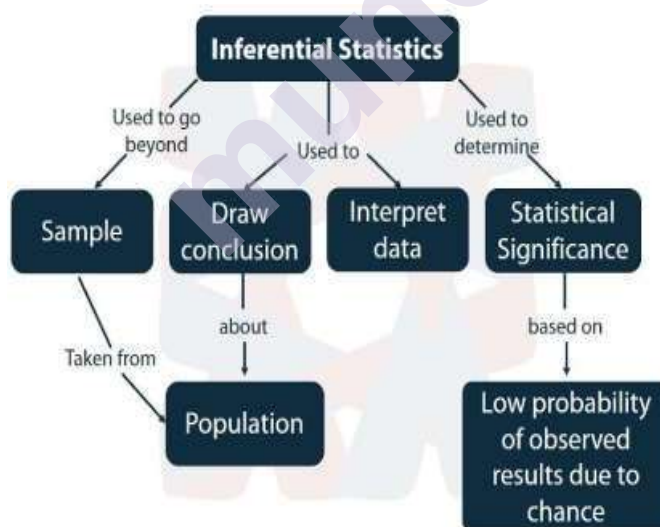 Inferential Statistics
Used to go
beyond
Used to
Used to
determine
Sample
Draw
conclusion
Interpret
data
Statistical
Significance
about
based on
Taken from
Population
Low probability
of observed
results due to
chance